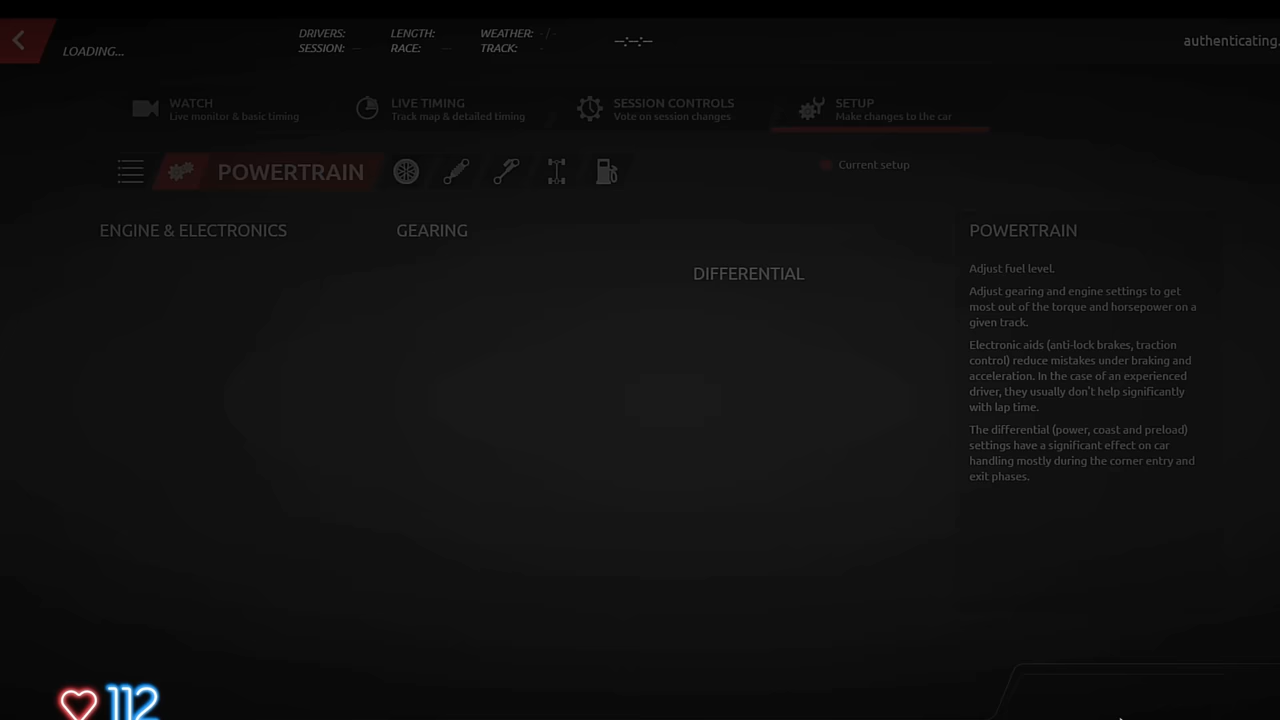 LOADING...
DRIVERS:
SESSION: --
LENGTH:
RACE: --
WEATHER: - / -
TRACK: -
--:--:--
authenticating.
WATCH
Live monitor & basic timing
LIVE TIMING
Track map & detailed timing
SESSION CONTROLS
Vote on session changes
SETUP
Make changes to the car
POWERTRAIN
Current setup
ENGINE & ELECTRONICS
GEARING
DIFFERENTIAL
POWERTRAIN
Adjust fuel level.
Adjust gearing and engine settings to get
most out of the torque and horsepower on a
given track.
Electronic aids (anti-lock brakes, traction
control) reduce mistakes under braking and
acceleration. In the case of an experienced
driver, they usually don't help significantly
with lap time.
The differential (power, coast and preload)
settings have a significant effect on car
handling mostly during the corner entry and
exit phases.
112